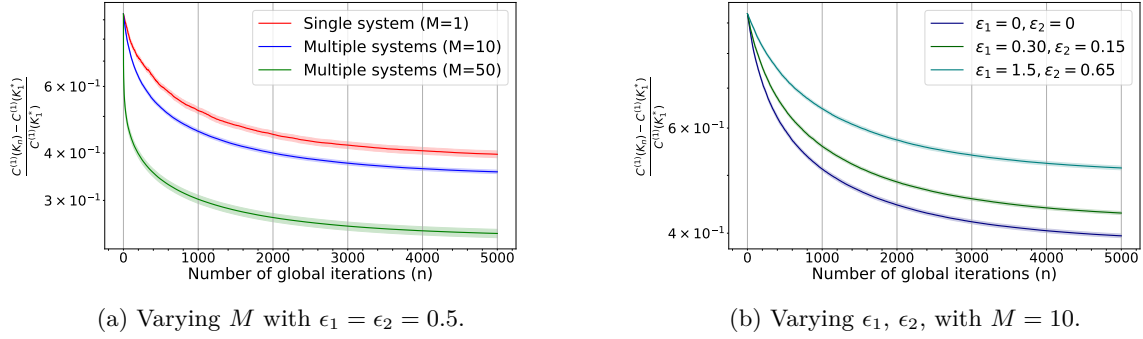 Single system (M=1)
Multiple systems (M=10)
Multiple systems (M=50)
C⁽¹⁾(Kₙ) − C⁽¹⁾(K₁*)
C⁽¹⁾(K₁*)
6 × 10⁻¹
4 × 10⁻¹
3 × 10⁻¹
0 1000 2000 3000 4000 5000
Number of global iterations (n)
(a) Varying M with ϵ₁ = ϵ₂ = 0.5.
ε₁ = 0, ε₂ = 0
ε₁ = 0.30, ε₂ = 0.15
ε₁ = 1.5, ε₂ = 0.65
C⁽¹⁾(Kₙ) − C⁽¹⁾(K₁*)
C⁽¹⁾(K₁*)
6 × 10⁻¹
4 × 10⁻¹
0 1000 2000 3000 4000 5000
Number of global iterations (n)
(b) Varying ϵ₁, ϵ₂, with M = 10.